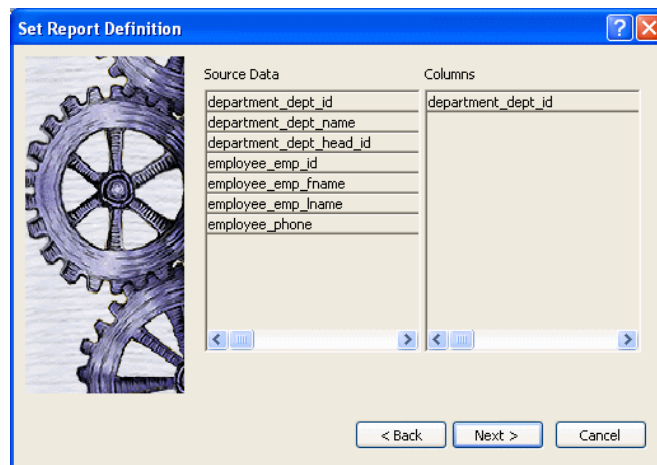 Set Report Definition
Source Data
department_dept_id
department_dept_name
department_dept_head_id
employee_emp_id
employee_emp_fname
employee_emp_lname
employee_phone
Columns
department_dept_id
< Back
Next >
Cancel